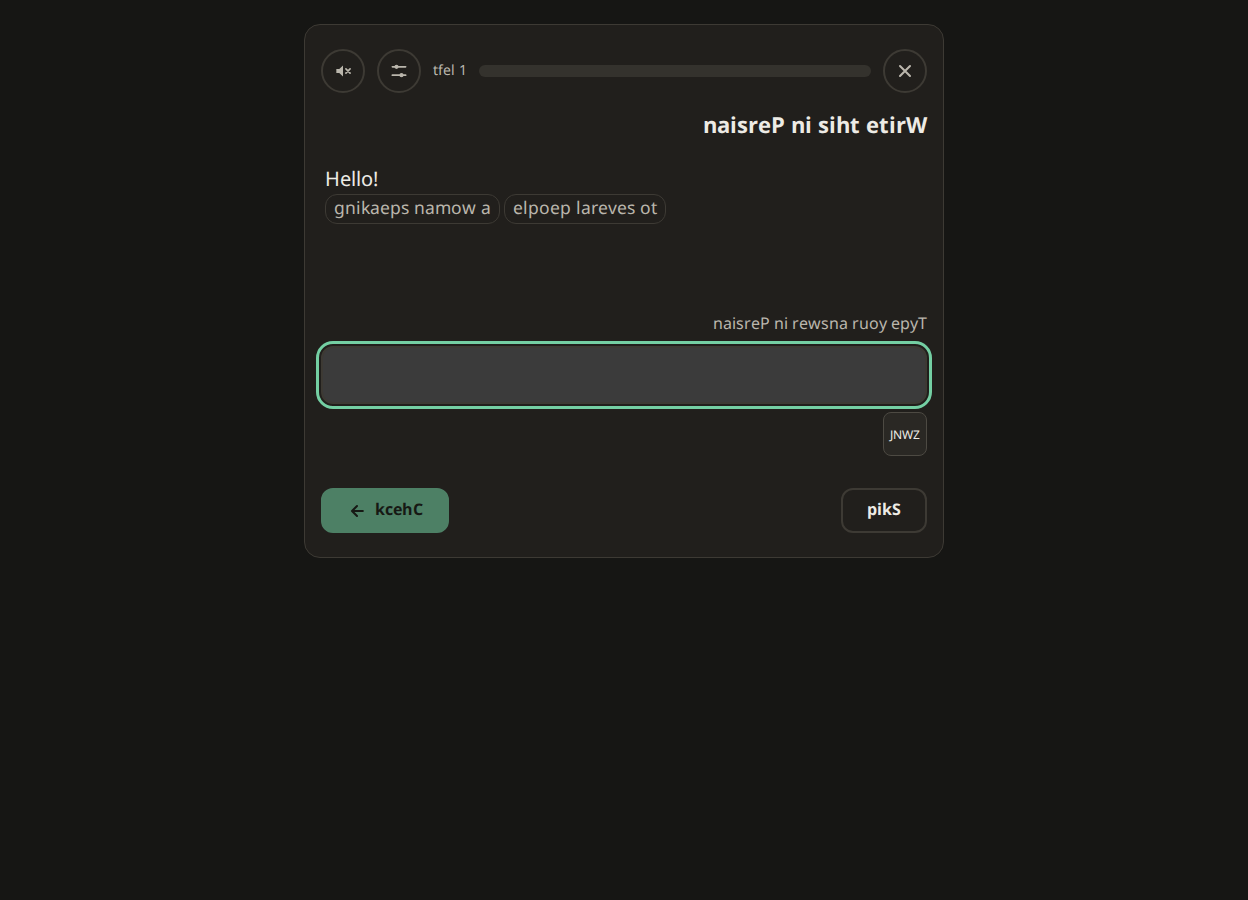 tfel 1
naisreP ni siht etirW
Hello!
gnikaeps namow a elpoep lareves ot
naisreP ni rewsna ruoy epyT
JNWZ
kcehC pikS